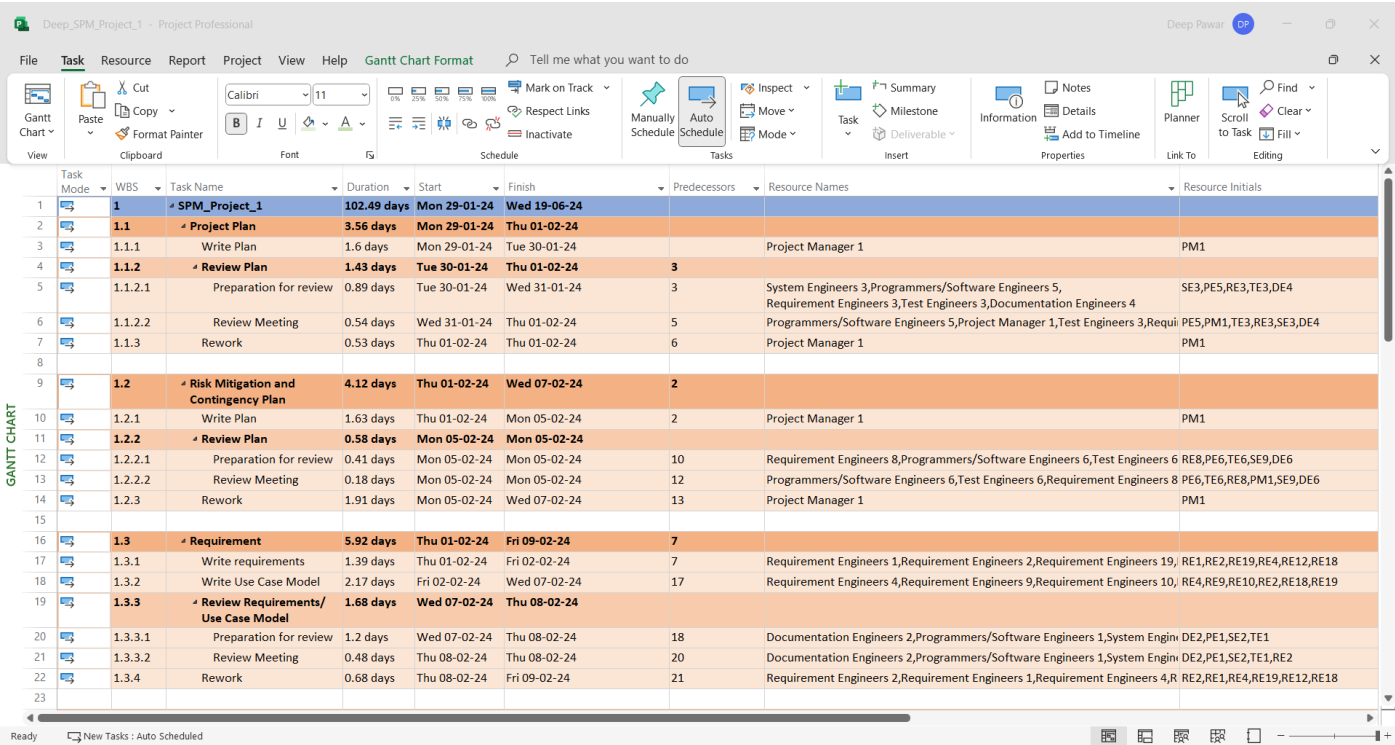 Deep_SPM_Project_1 - Project Professional
Deep Pawar DP
File Task Resource Report Project View Help Gantt Chart Format Tell me what you want to do
Gantt Chart
View
Paste
Cut
Copy
Format Painter
Clipboard
Calibri 11
B I U A
Font
0% 25% 50% 75% 100%
Mark on Track
Respect Links
Inactivate
Schedule
Manually Schedule
Auto Schedule
Inspect
Move
Mode
Tasks
Task
Summary
Milestone
Deliverable
Insert
Information
Notes
Details
Add to Timeline
Properties
Planner
Link To
Scroll to Task
Find
Clear
Fill
Editing
GANTT CHART
Task Mode WBS Task Name Duration Start Finish Predecessors Resource Names Resource Initials
1 1 SPM_Project_1 102.49 days Mon 29-01-24 Wed 19-06-24
2 1.1 Project Plan 3.56 days Mon 29-01-24 Thu 01-02-24
3 1.1.1 Write Plan 1.6 days Mon 29-01-24 Tue 30-01-24 Project Manager 1 PM1
4 1.1.2 Review Plan 1.43 days Tue 30-01-24 Thu 01-02-24 3
5 1.1.2.1 Preparation for review 0.89 days Tue 30-01-24 Wed 31-01-24 3 System Engineers 3,Programmers/Software Engineers 5, SE3,PE5,RE3,TE3,DE4
Requirement Engineers 3,Test Engineers 3,Documentation Engineers 4
6 1.1.2.2 Review Meeting 0.54 days Wed 31-01-24 Thu 01-02-24 5 Programmers/Software Engineers 5,Project Manager 1,Test Engineers 3,Requi PE5,PM1,TE3,RE3,SE3,DE4
7 1.1.3 Rework 0.53 days Thu 01-02-24 Thu 01-02-24 6 Project Manager 1 PM1
8
9 1.2 Risk Mitigation and 4.12 days Thu 01-02-24 Wed 07-02-24 2
Contingency Plan
10 1.2.1 Write Plan 1.63 days Thu 01-02-24 Mon 05-02-24 2 Project Manager 1 PM1
11 1.2.2 Review Plan 0.58 days Mon 05-02-24 Mon 05-02-24
12 1.2.2.1 Preparation for review 0.41 days Mon 05-02-24 Mon 05-02-24 10 Requirement Engineers 8,Programmers/Software Engineers 6,Test Engineers 6 RE8,PE6,TE6,SE9,DE6
13 1.2.2.2 Review Meeting 0.18 days Mon 05-02-24 Mon 05-02-24 12 Programmers/Software Engineers 6,Test Engineers 6,Requirement Engineers 8 PE6,TE6,RE8,PM1,SE9,DE6
14 1.2.3 Rework 1.91 days Mon 05-02-24 Wed 07-02-24 13 Project Manager 1 PM1
15
16 1.3 Requirement 5.92 days Thu 01-02-24 Fri 09-02-24 7
17 1.3.1 Write requirements 1.39 days Thu 01-02-24 Fri 02-02-24 7 Requirement Engineers 1,Requirement Engineers 2,Requirement Engineers 19, RE1,RE2,RE19,RE4,RE12,RE18
18 1.3.2 Write Use Case Model 2.17 days Fri 02-02-24 Wed 07-02-24 17 Requirement Engineers 4,Requirement Engineers 9,Requirement Engineers 10, RE4,RE9,RE10,RE2,RE18,RE19
19 1.3.3 Review Requirements/ 1.68 days Wed 07-02-24 Thu 08-02-24
Use Case Model
20 1.3.3.1 Preparation for review 1.2 days Wed 07-02-24 Thu 08-02-24 18 Documentation Engineers 2,Programmers/Software Engineers 1,System Engin DE2,PE1,SE2,TE1
21 1.3.3.2 Review Meeting 0.48 days Thu 08-02-24 Thu 08-02-24 20 Documentation Engineers 2,Programmers/Software Engineers 1,System Engin DE2,PE1,SE2,TE1,RE2
22 1.3.4 Rework 0.68 days Thu 08-02-24 Fri 09-02-24 21 Requirement Engineers 2,Requirement Engineers 1,Requirement Engineers 4,R RE2,RE1,RE4,RE19,RE12,RE18
23
Ready New Tasks : Auto Scheduled